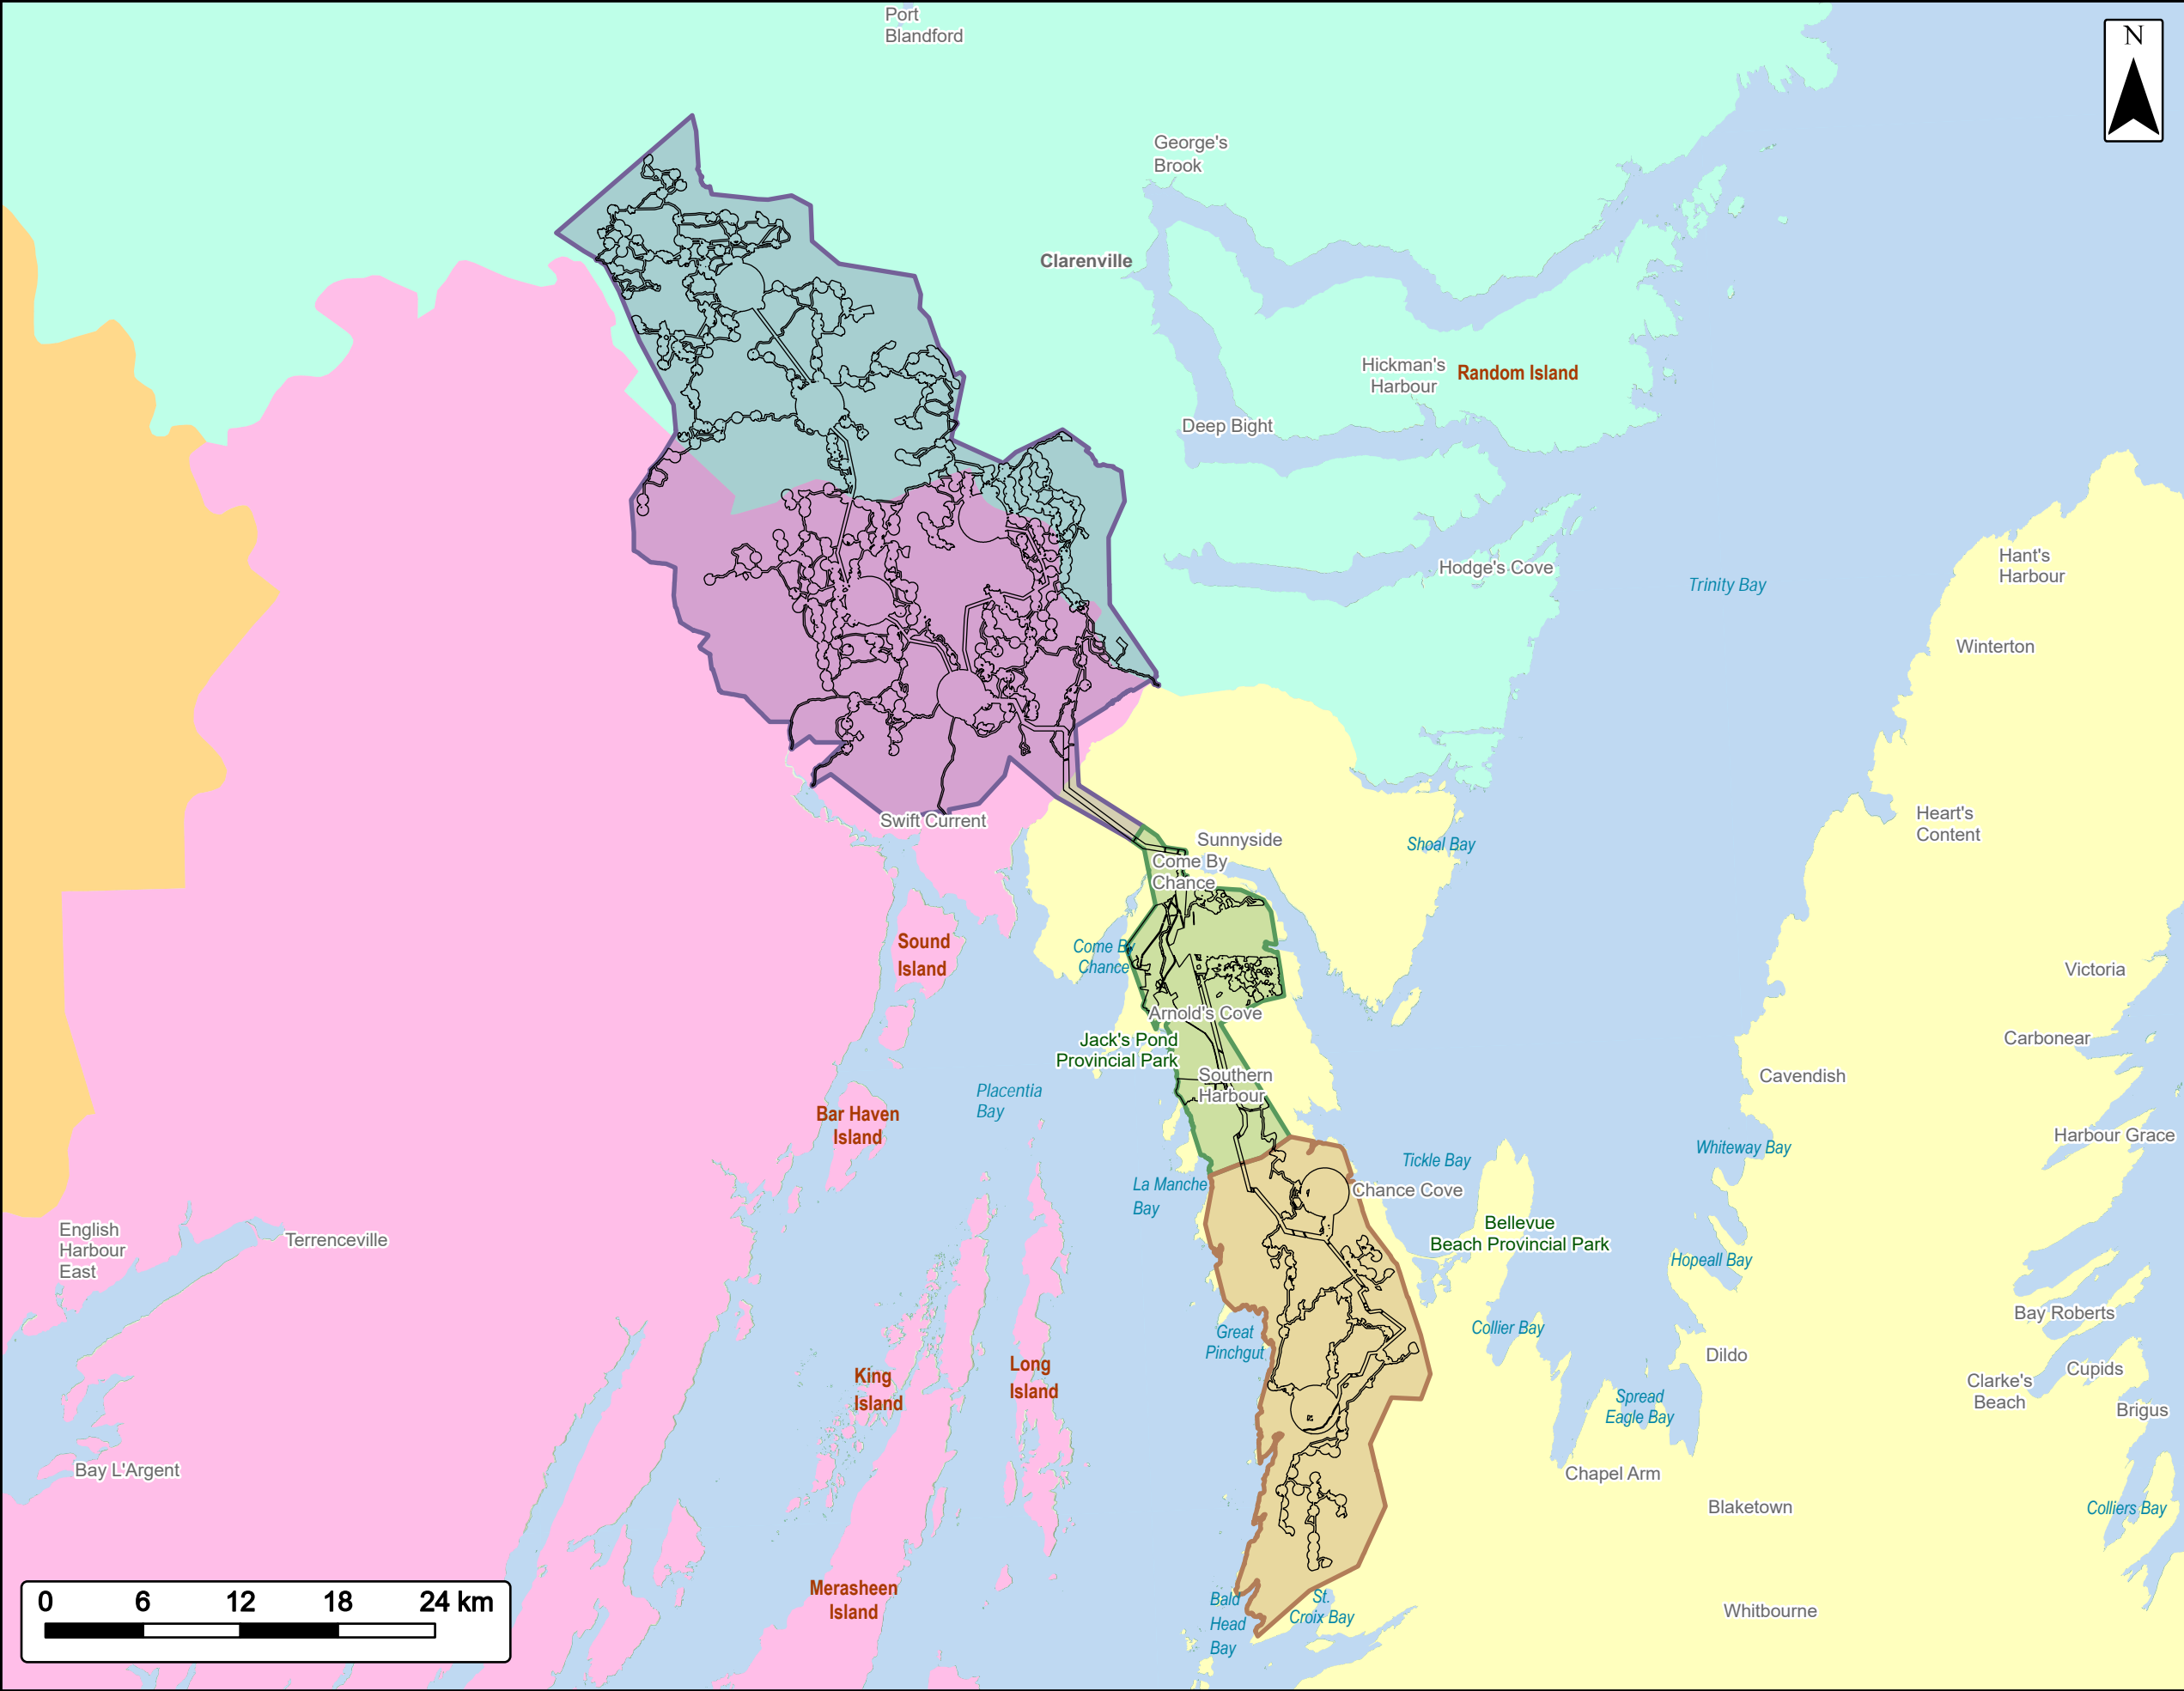 Port
Blandford
N
George's
Brook
Clarenville
Hickman's
Harbour
Random Island
Deep Bight
Hodge's Cove
Trinity Bay
Hant's
Harbour
Winterton
Swift Current
Sunnyside
Shoal Bay
Heart's
Content
Come By
Chance
Sound
Island
Come By
Chance
Victoria
Arnold's Cove
Jack's Pond
Provincial Park
Carbonear
Southern
Harbour
Cavendish
Placentia
Bay
Bar Haven
Island
Harbour Grace
Whiteway Bay
Tickle Bay
La Manche
Bay
Chance Cove
Bellevue
Beach Provincial Park
English
Harbour
East
Terrenceville
Hopeall Bay
Bay Roberts
Great
Pinchgut
Collier Bay
Dildo
King
Island
Long
Island
Clarke's
Beach
Cupids
Spread
Eagle Bay
Brigus
Bay L'Argent
Chapel Arm
Blaketown
Colliers Bay
Merasheen
Island
Bald
Head
Bay
St.
Croix Bay
Whitbourne
0 6 12 18 24 km